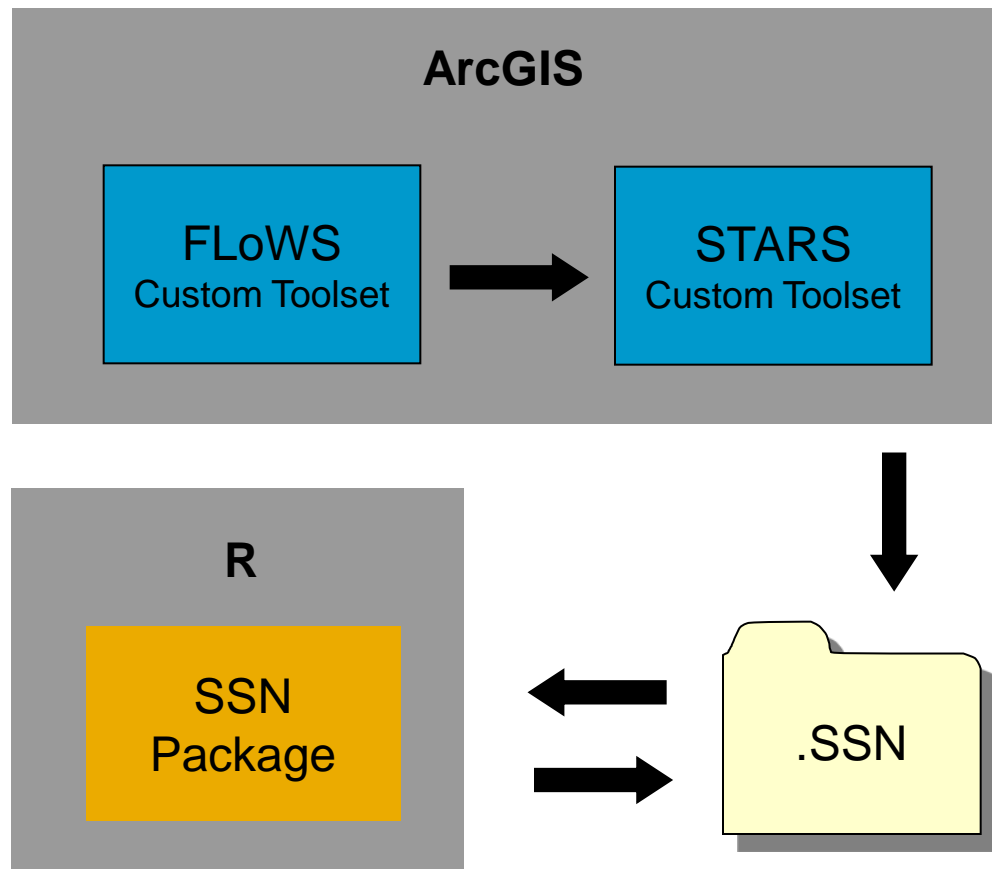 ArcGIS
FLoWS
Custom Toolset
STARS
Custom Toolset
R
SSN
Package
.SSN